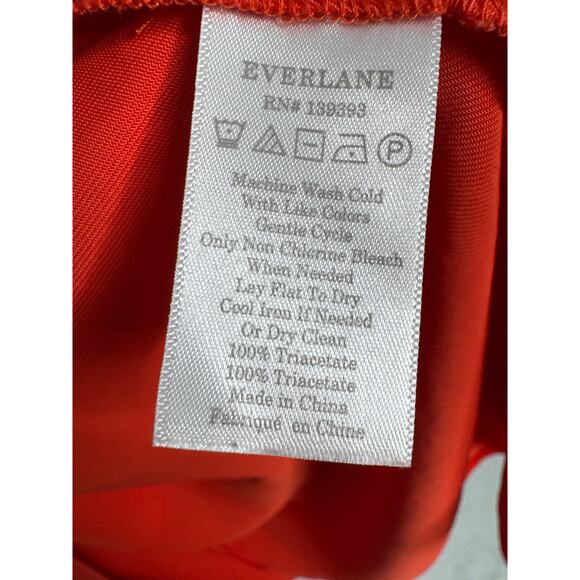 EVERLANE
RN# 139393
P
Machine Wash Cold
With Like Colors
Gentle Cycle
Only Non Chlorine Bleach
When Needed
Lay Flat To Dry
Cool Iron If Needed
Or Dry Clean
100% Triacetate
100% Triacetate
Made in China
Fabriqué en Chine